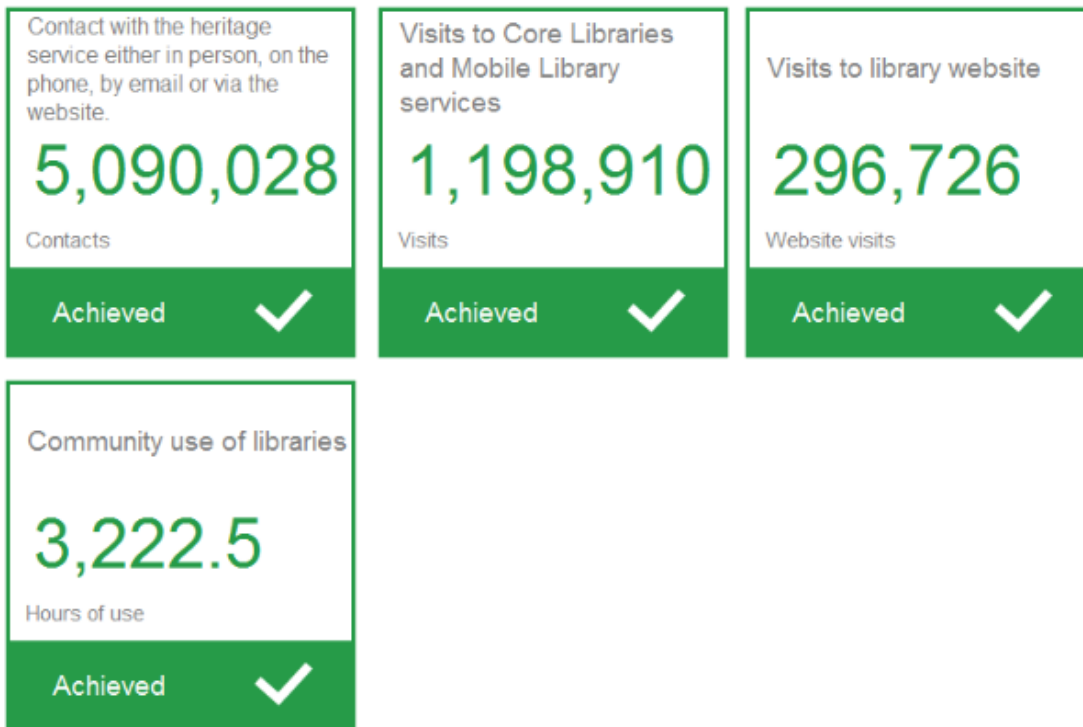 Contact with the heritage
service either in person, on the
phone, by email or via the
website.
5,090,028
Contacts
Achieved
Visits to Core Libraries
and Mobile Library
services
1,198,910
Visits
Achieved
Visits to library website
296,726
Website visits
Achieved
Community use of libraries
3,222.5
Hours of use
Achieved